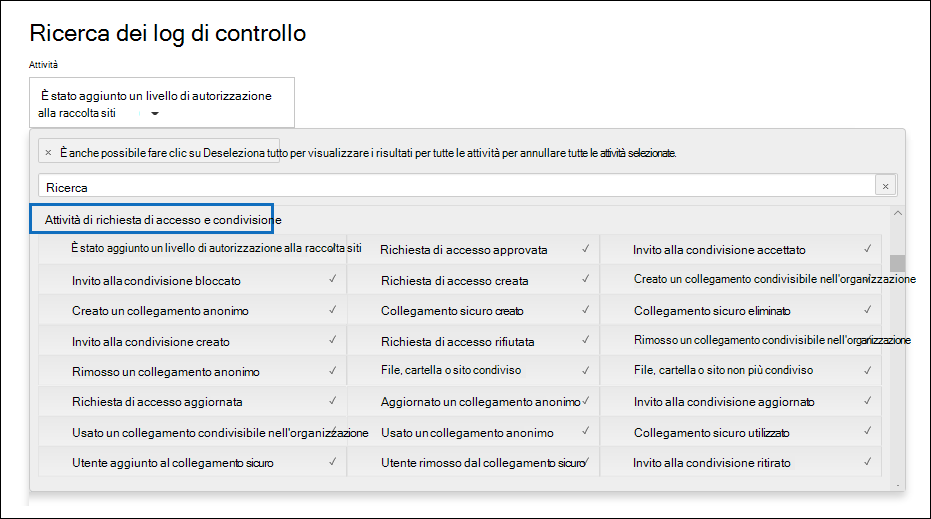 Ricerca dei log di controllo
Attività
È stato aggiunto un livello di autorizzazione
alla raccolta siti
× È anche possibile fare clic su Deseleziona tutto per visualizzare i risultati per tutte le attività per annullare tutte le attività selezionate.
Ricerca ×
Attività di richiesta di accesso e condivisione
È stato aggiunto un livello di autorizzazione alla raccolta siti ✓ Richiesta di accesso approvata ✓ Invito alla condivisione accettato ✓
Invito alla condivisione bloccato ✓ Richiesta di accesso creata ✓ Creato un collegamento condivisibile nell'organizzazione ✓
Creato un collegamento anonimo ✓ Collegamento sicuro creato ✓ Collegamento sicuro eliminato ✓
Invito alla condivisione creato ✓ Richiesta di accesso rifiutata ✓ Rimosso un collegamento condivisibile nell'organizzazione ✓
Rimosso un collegamento anonimo ✓ File, cartella o sito condiviso ✓ File, cartella o sito non più condiviso ✓
Richiesta di accesso aggiornata ✓ Aggiornato un collegamento anonimo ✓ Invito alla condivisione aggiornato ✓
Usato un collegamento condivisibile nell'organizzazione ✓ Usato un collegamento anonimo ✓ Collegamento sicuro utilizzato ✓
Utente aggiunto al collegamento sicuro ✓ Utente rimosso dal collegamento sicuro ✓ Invito alla condivisione ritirato ✓